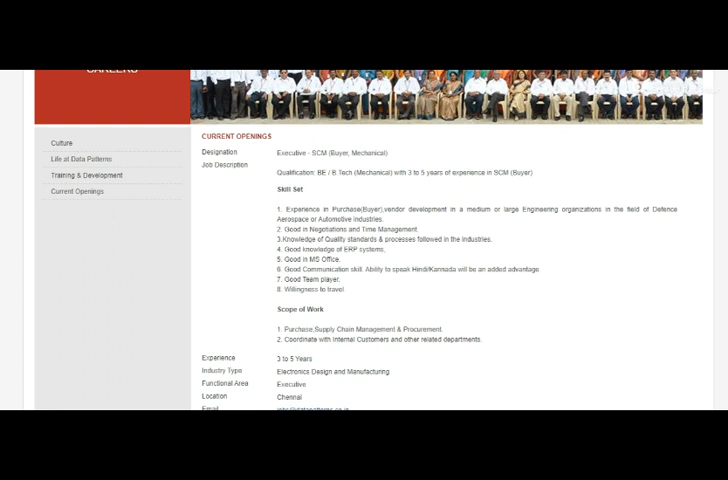 CAREERS
Culture
Life at Data Patterns
Training & Development
Current Openings
CURRENT OPENINGS
Designation
Executive - SCM (Buyer, Mechanical)
Job Description
Qualification: BE / B.Tech (Mechanical) with 3 to 5 years of experience in SCM (Buyer)
Skill Set
1. Experience in Purchase(Buyer),vendor development in a medium or large Engineering organizations in the field of Defence
Aerospace or Automotive industries.
2. Good in Negotiations and Time Management.
3.Knowledge of Quality standards & processes followed in the industries.
4. Good knowledge of ERP systems,
5. Good in MS Office.
6. Good Communication skill. Ability to speak Hindi/Kannada will be an added advantage
7. Good Team player.
8. Willingness to travel.
Scope of Work
1. Purchase,Supply Chain Management & Procurement.
2. Coordinate with Internal Customers and other related departments.
Experience
3 to 5 Years
Industry Type
Electronics Design and Manufacturing
Functional Area
Executive
Location
Chennai
Email